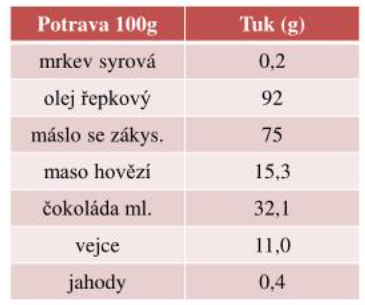 Potrava 100g Tuk (g)
mrkev syrová 0,2
olej řepkový 92
máslo se zákys. 75
maso hovězí 15,3
čokoláda ml. 32,1
vejce 11,0
jahody 0,4